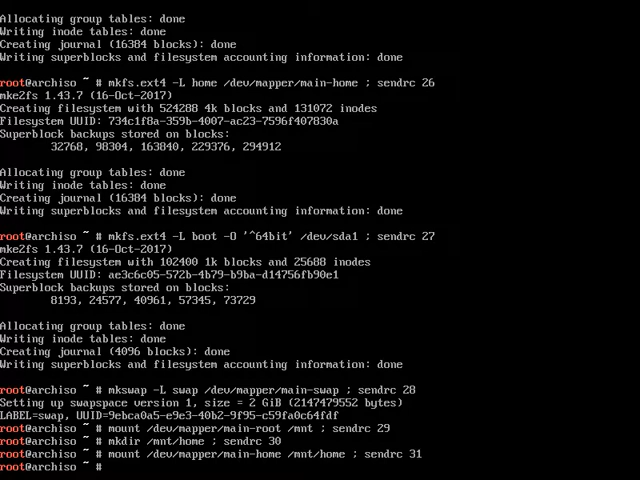 Allocating group tables: done
Writing inode tables: done
Creating journal (16384 blocks): done
Writing superblocks and filesystem accounting information: done
root@archiso ~ # mkfs.ext4 -L home /dev/mapper/main-home ; sendrc 26
mke2fs 1.43.7 (16-Oct-2017)
Creating filesystem with 524288 4k blocks and 131072 inodes
Filesystem UUID: 734c1f8a-359b-4007-ac23-7596f407830a
Superblock backups stored on blocks:
32768, 98304, 163840, 229376, 294912
Allocating group tables: done
Writing inode tables: done
Creating journal (16384 blocks): done
Writing superblocks and filesystem accounting information: done
root@archiso ~ # mkfs.ext4 -L boot -O '^64bit' /dev/sda1 ; sendrc 27
mke2fs 1.43.7 (16-Oct-2017)
Creating filesystem with 102400 1k blocks and 25688 inodes
Filesystem UUID: ae3c6c05-572b-4b79-b9ba-d14756fb90e1
Superblock backups stored on blocks:
8193, 24577, 40961, 57345, 73729
Allocating group tables: done
Writing inode tables: done
Creating journal (4096 blocks): done
Writing superblocks and filesystem accounting information: done
root@archiso ~ # mkswap -L swap /dev/mapper/main-swap ; sendrc 28
Setting up swapspace version 1, size = 2 GiB (2147479552 bytes)
LABEL=swap, UUID=9ebca0a5-e9e3-40b2-9f95-c59fa0c64fdf
root@archiso ~ # mount /dev/mapper/main-root /mnt ; sendrc 29
root@archiso ~ # mkdir /mnt/home ; sendrc 30
root@archiso ~ # mount /dev/mapper/main-home /mnt/home ; sendrc 31
root@archiso ~ #